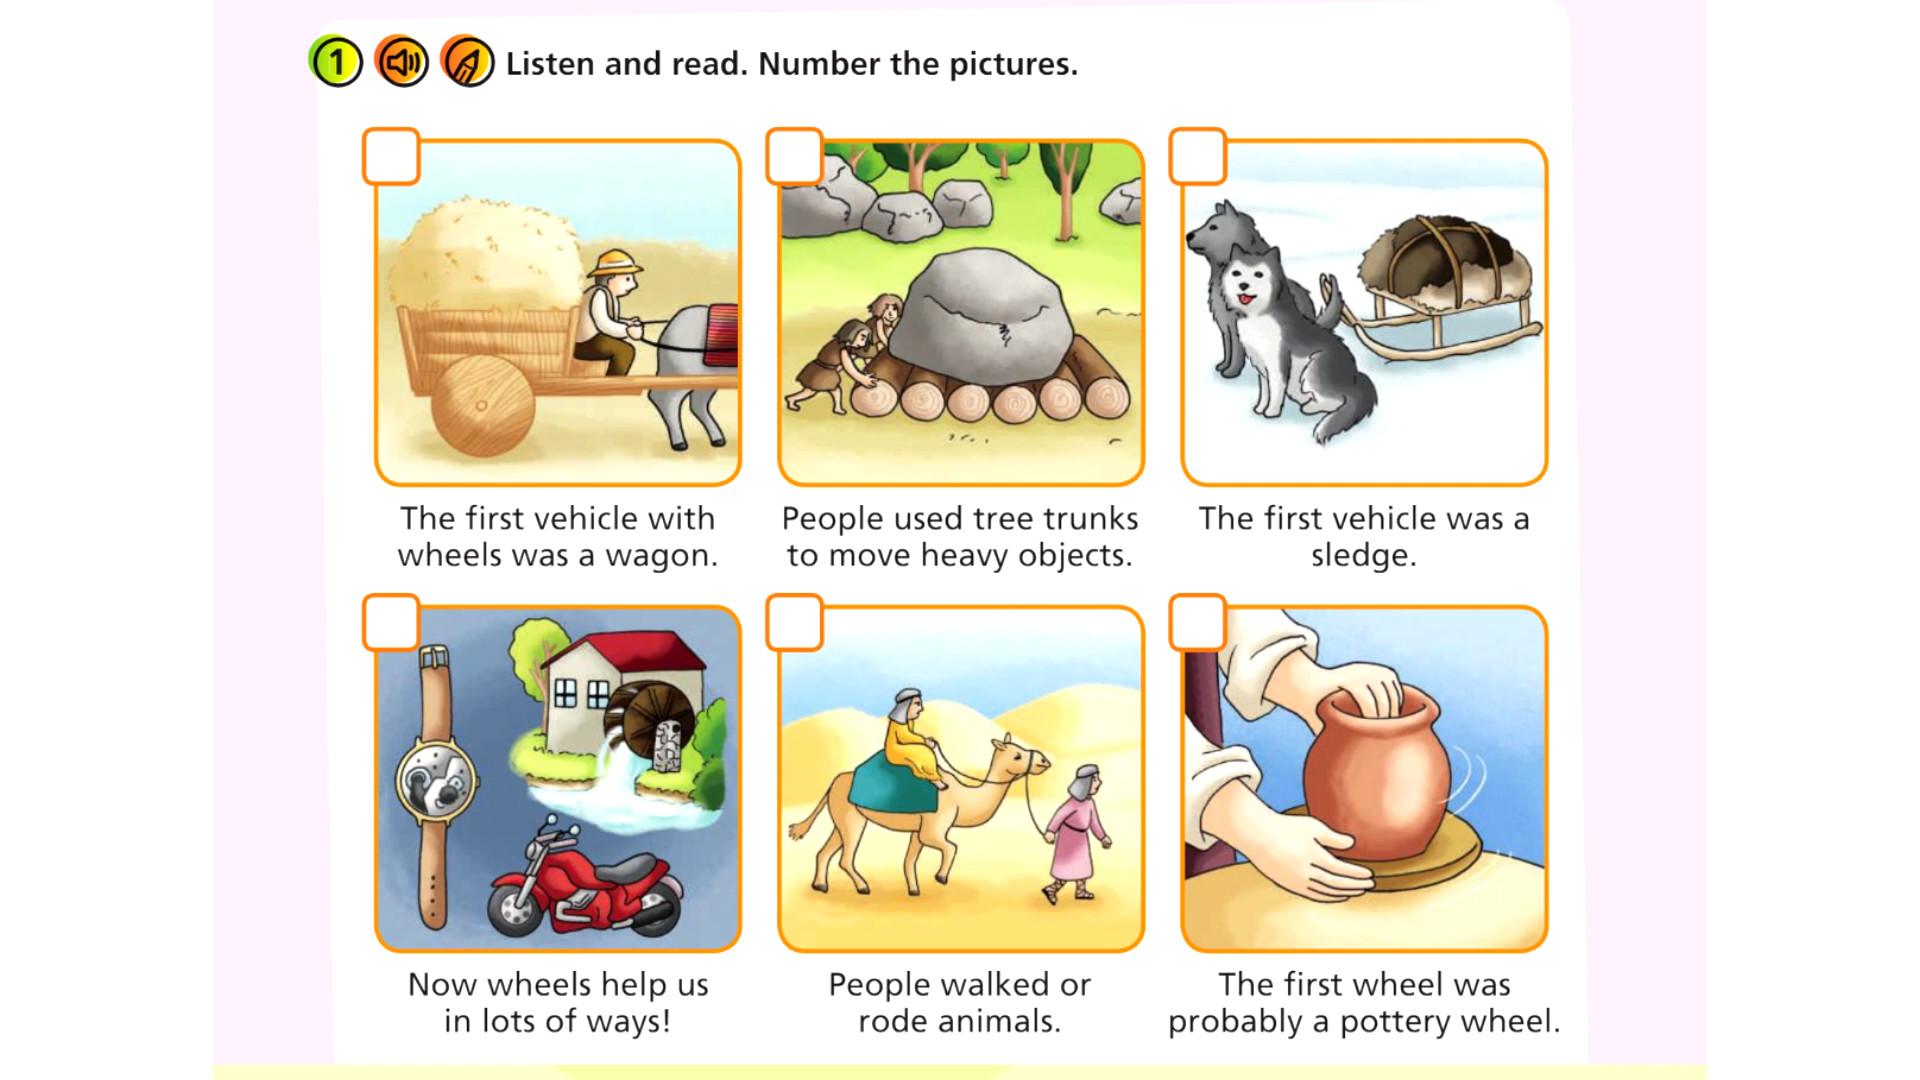 1 Listen and read. Number the pictures.
The first vehicle with
wheels was a wagon.
People used tree trunks
to move heavy objects.
The first vehicle was a
sledge.
Now wheels help us
in lots of ways!
People walked or
rode animals.
The first wheel was
probably a pottery wheel.